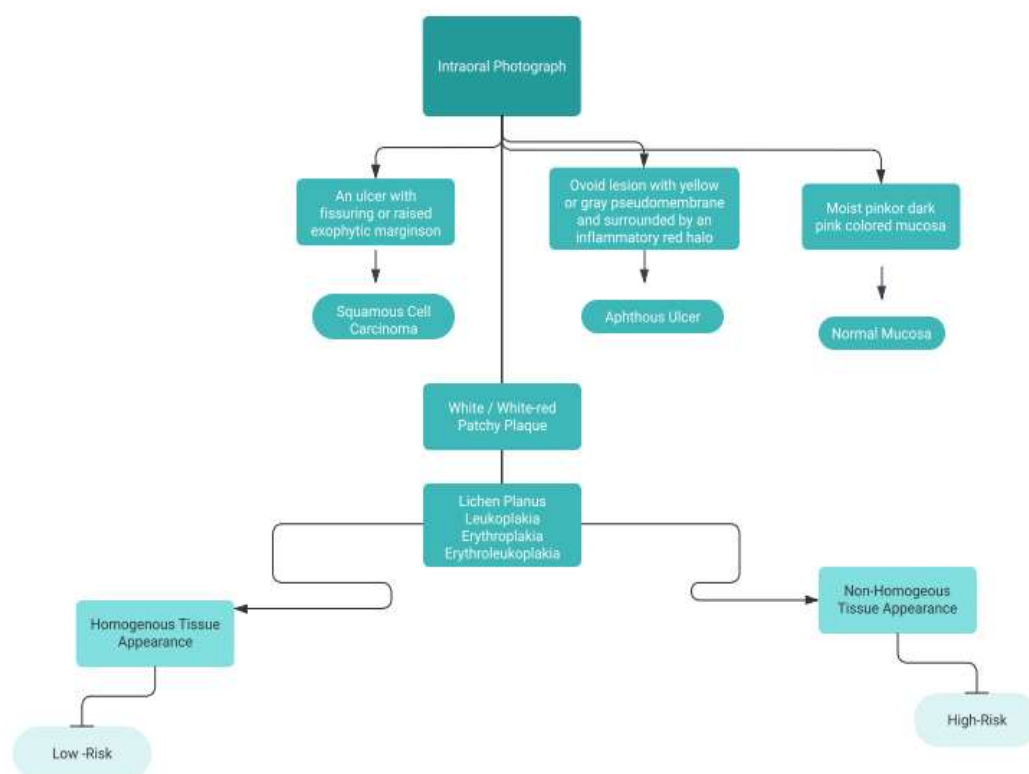 Intraoral Photograph
An ulcer with
fissuring or raised
exophytic marginson
Ovoid lesion with yellow
or gray pseudomembrane
and surrounded by an
inflammatory red halo
Moist pinkor dark
pink colored mucosa
Squamous Cell
Carcinoma
Aphthous Ulcer
Normal Mucosa
White / White-red
Patchy Plaque
Lichen Planus
Leukoplakia
Erythroplakia
Erythroleukoplakia
Homogenous Tissue
Appearance
Non-Homogeous
Tissue Appearance
Low -Risk
High-Risk